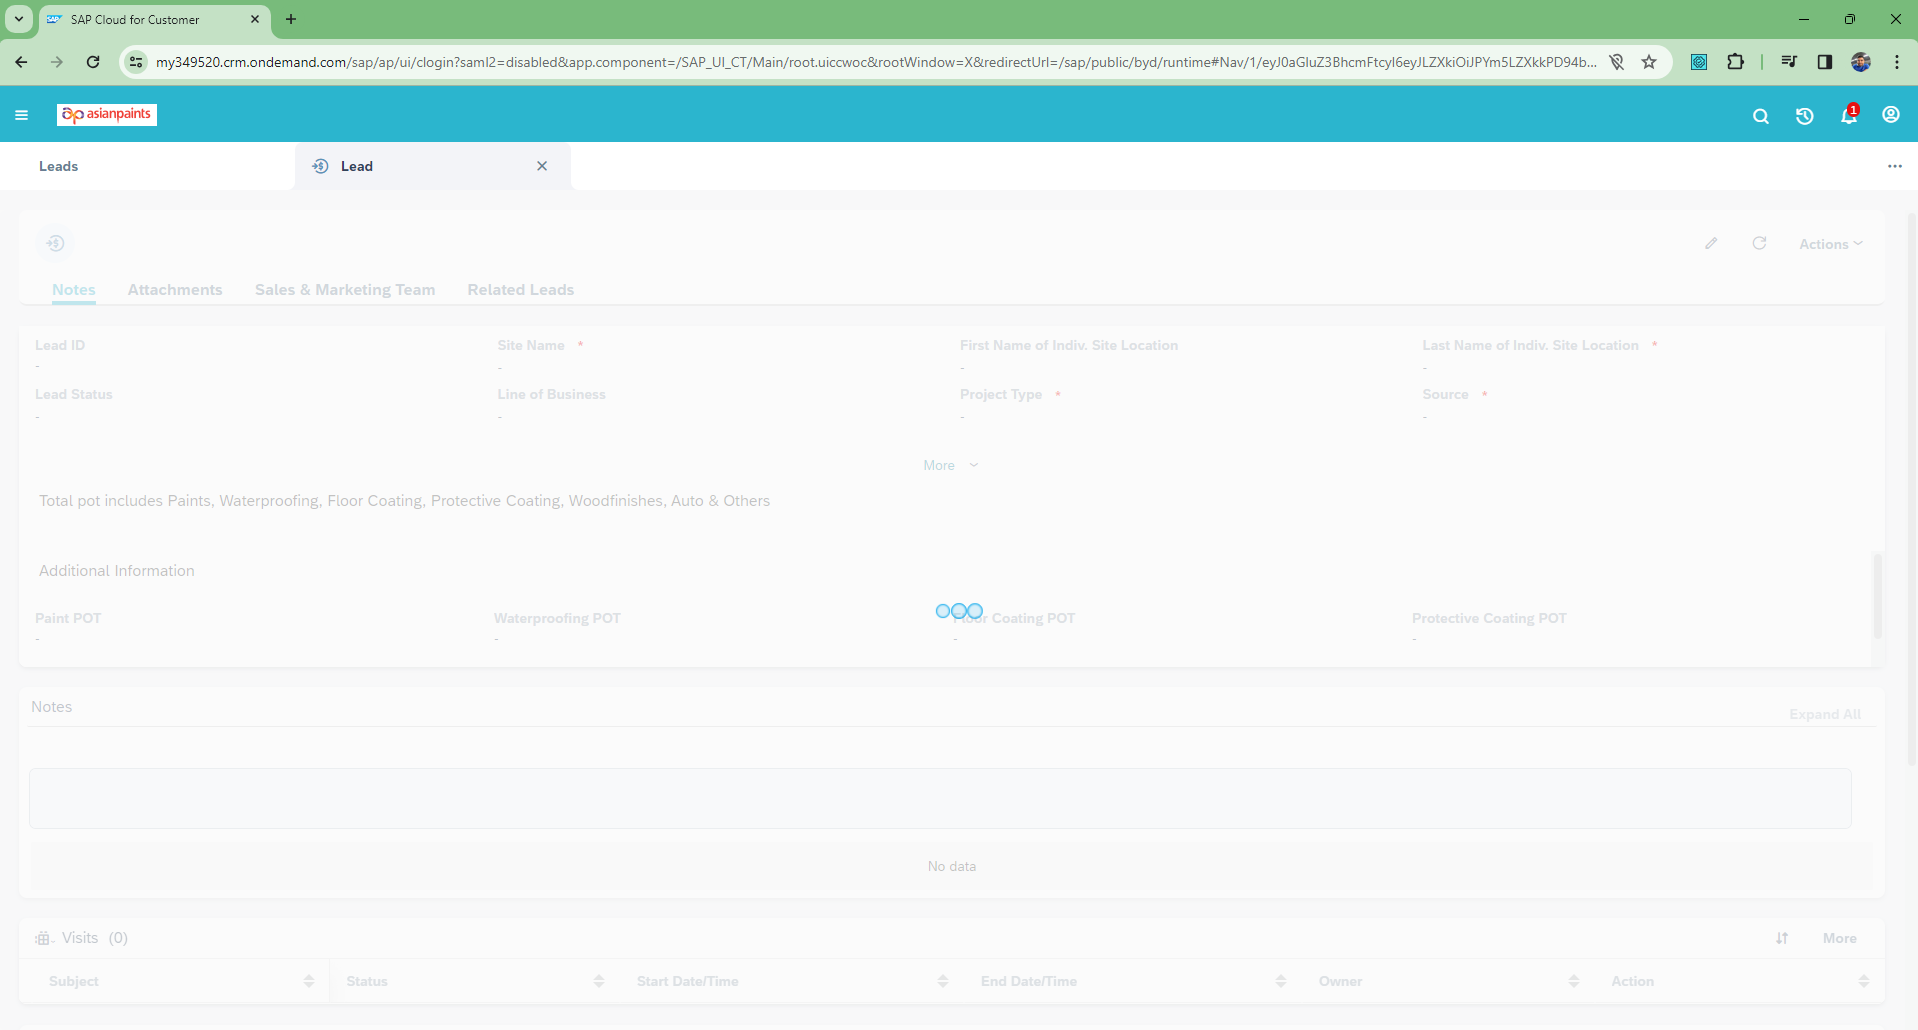 SAP Cloud for Customer
my349520.crm.ondemand.com/sap/ap/ui/clogin?saml2=disabled&app.component=/SAP_UI_CT/Main/root.uiccwoc&rootWindow=X&redirectUrl=/sap/public/byd/runtime#Nav/1/eyJ0aGluZ3BhcmFtcyI6eyJLZXkiOiJPYm5LZXkkPD94b...
asianpaints
1
Leads
Lead
Actions
Notes Attachments Sales & Marketing Team Related Leads
Lead ID Site Name * First Name of Indiv. Site Location Last Name of Indiv. Site Location *
- - - -
Lead Status Line of Business Project Type * Source *
- - - -
More
Total pot includes Paints, Waterproofing, Floor Coating, Protective Coating, Woodfinishes, Auto & Others
Additional Information
Paint POT Waterproofing POT Floor Coating POT Protective Coating POT
- - - -
Notes
Expand All
No data
Visits (0) More
Subject Status Start Date/Time End Date/Time Owner Action